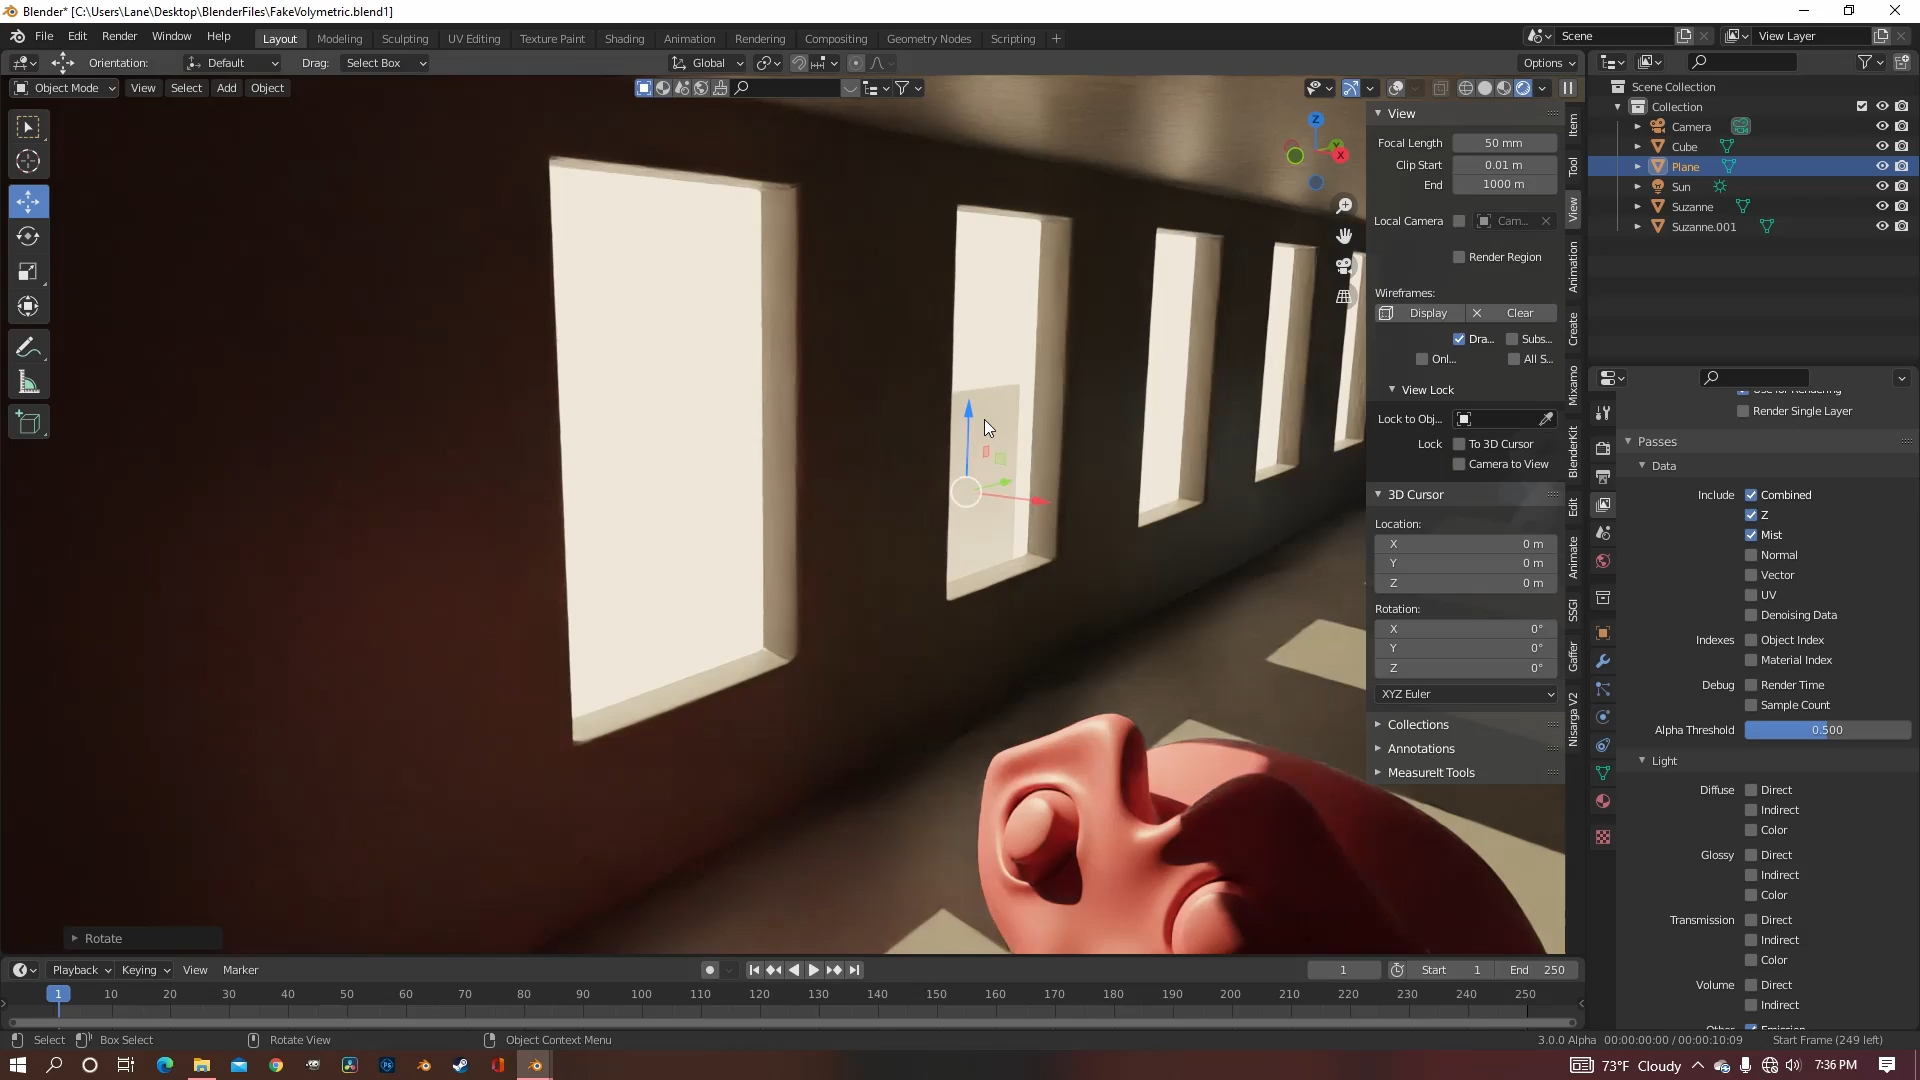 Blender* [C:\Users\Lane\Desktop\BlenderFiles\FakeVolymetric.blend1]
File Edit Render Window Help Layout Modeling Sculpting UV Editing Texture Paint Shading Animation Rendering Compositing Geometry Nodes Scripting + Scene View Layer
Orientation: Default Drag: Select Box Global Options
Object Mode View Select Add Object
Scene Collection
Collection
Camera
Cube
Plane
Sun
Suzanne
Suzanne.001
Z
X
Y
View
Focal Length 50 mm
Clip Start 0.01 m
End 1000 m
Local Camera Cam...
Render Region
Wireframes:
Display Clear
Dra... Subs...
Onl... All S...
View Lock
Lock to Obj...
Lock To 3D Cursor
Camera to View
3D Cursor
Location:
X 0 m
Y 0 m
Z 0 m
Rotation:
X 0°
Y 0°
Z 0°
XYZ Euler
Collections
Annotations
MeasureIt Tools
Item
Tool
View
Animation
Create
Mixamo
BlenderKit
Edit
Animate
SSGI
Gaffer
Nisarga V2
Render Single Layer
Passes
Data
Include Combined
Z
Mist
Normal
Vector
UV
Denoising Data
Indexes Object Index
Material Index
Debug Render Time
Sample Count
Alpha Threshold 0.500
Light
Diffuse Direct
Indirect
Color
Glossy Direct
Indirect
Color
Transmission Direct
Indirect
Color
Volume Direct
Indirect
Rotate
Playback Keying View Marker 1 Start 1 End 250
1 10 20 30 40 50 60 70 80 90 100 110 120 130 140 150 160 170 180 190 200 210 220 230 240 250
Select Box Select Rotate View Object Context Menu 3.0.0 Alpha 00:00:00:00 / 00:00:10:09 Start Frame (249 left)
73°F Cloudy 7:36 PM